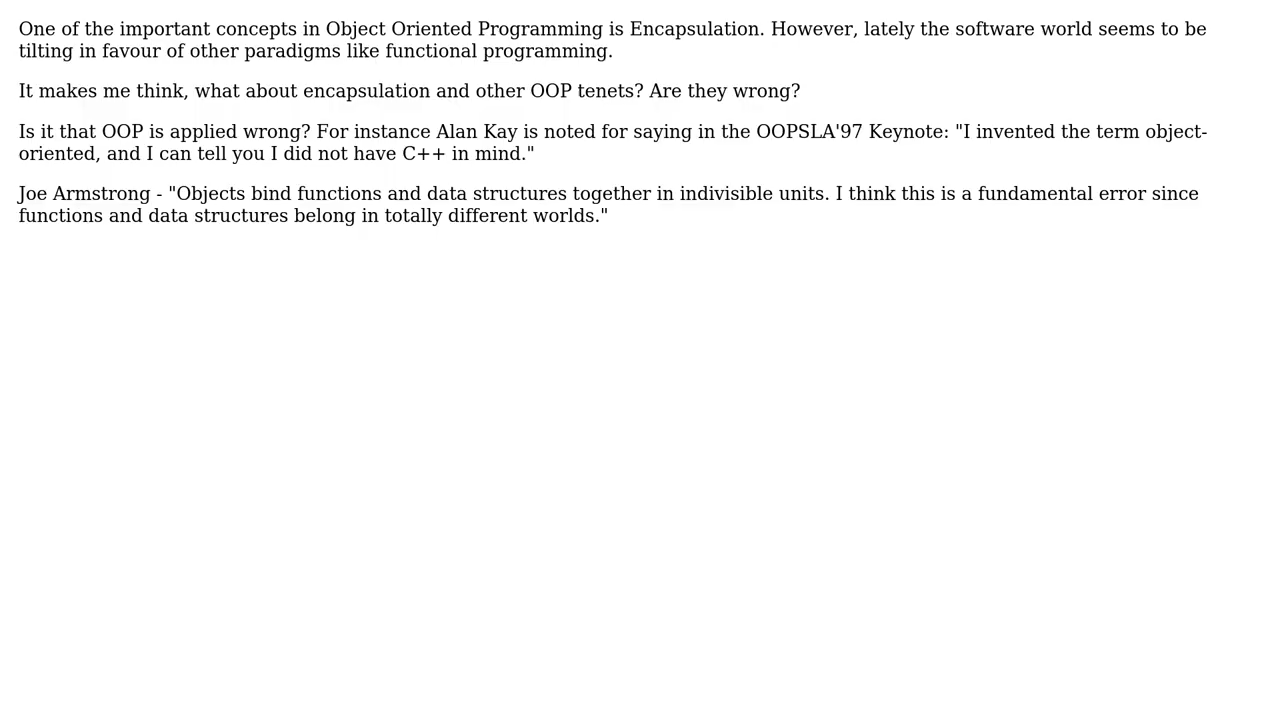 One of the important concepts in Object Oriented Programming is Encapsulation. However, lately the software world seems to be
tilting in favour of other paradigms like functional programming.
It makes me think, what about encapsulation and other OOP tenets? Are they wrong?
Is it that OOP is applied wrong? For instance Alan Kay is noted for saying in the OOPSLA'97 Keynote: "I invented the term object-
oriented, and I can tell you I did not have C++ in mind."
Joe Armstrong - "Objects bind functions and data structures together in indivisible units. I think this is a fundamental error since
functions and data structures belong in totally different worlds."